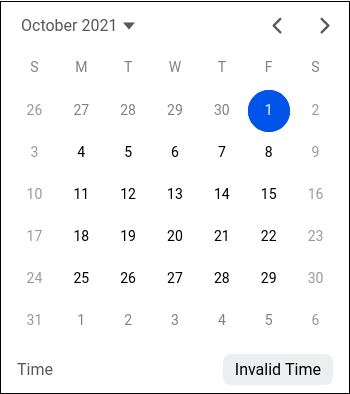 October 2021
S M T W T F S
26 27 28 29 30 1 2
3 4 5 6 7 8 9
10 11 12 13 14 15 16
17 18 19 20 21 22 23
24 25 26 27 28 29 30
31 1 2 3 4 5 6
Time Invalid Time